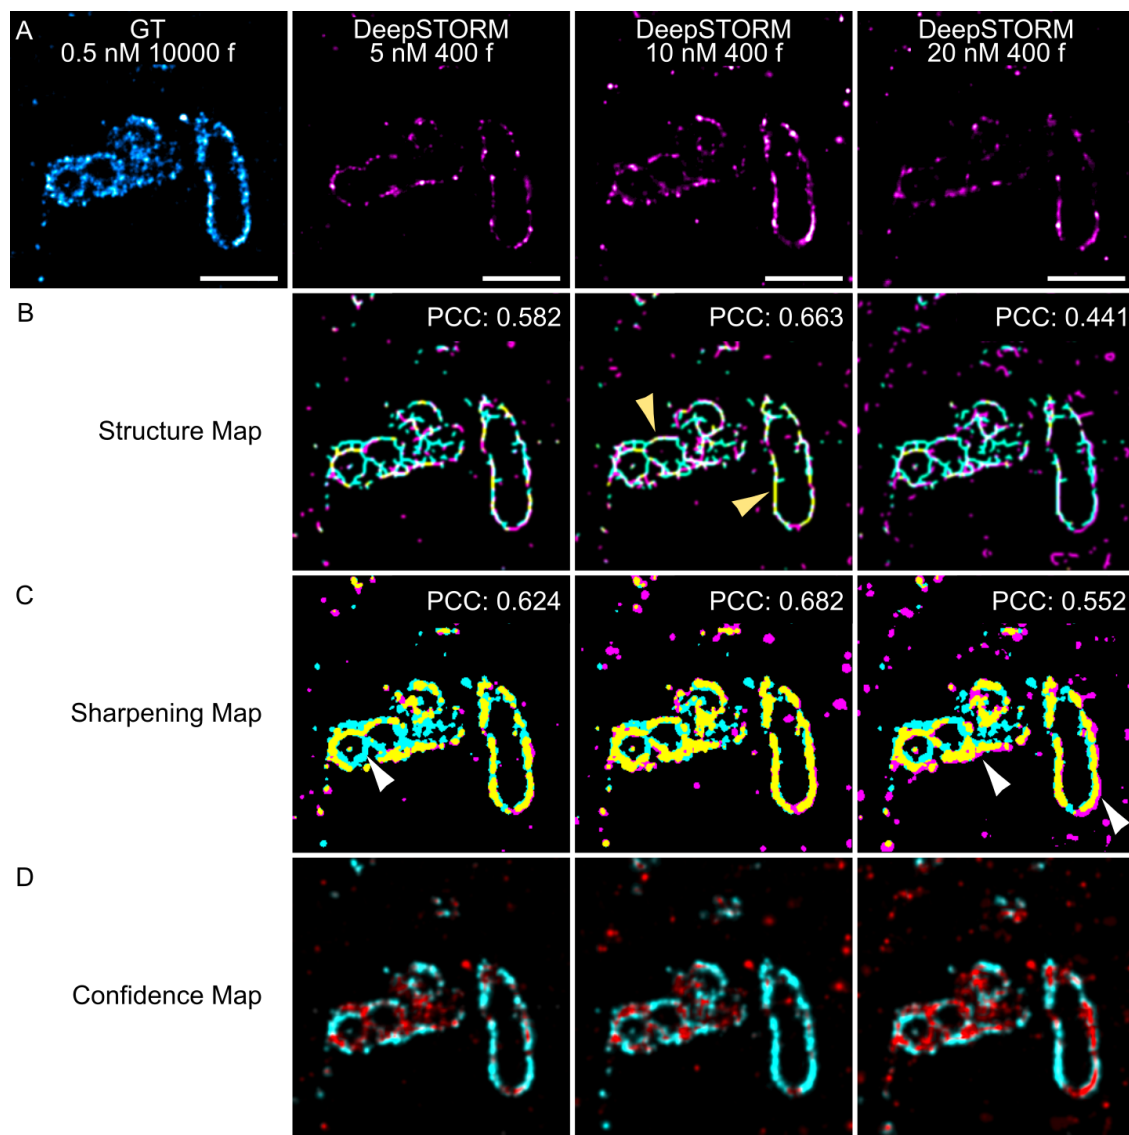 A
GT
0.5 nM 10000 f
DeepSTORM
5 nM 400 f
DeepSTORM
10 nM 400 f
DeepSTORM
20 nM 400 f
B
Structure Map
PCC: 0.582
PCC: 0.663
PCC: 0.441
C
Sharpening Map
PCC: 0.624
PCC: 0.682
PCC: 0.552
D
Confidence Map